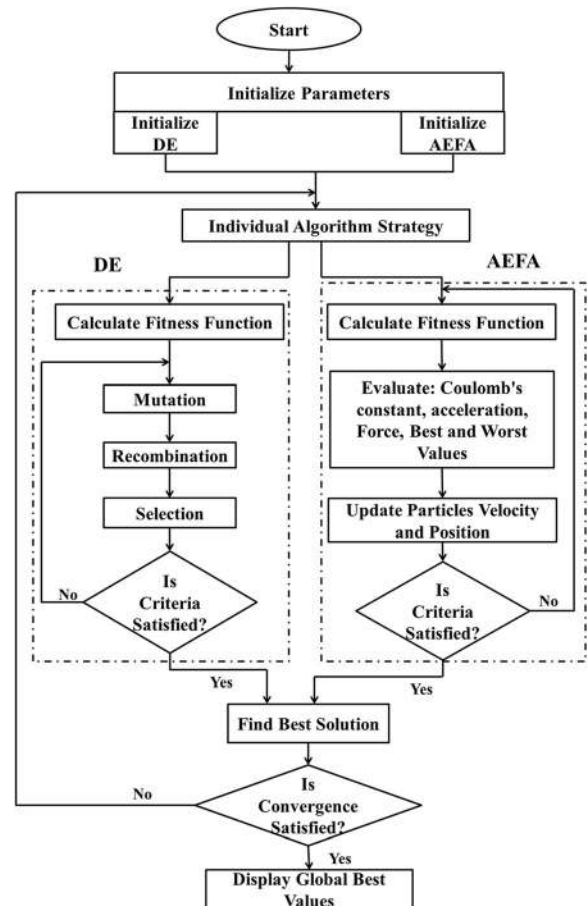 Start
Initialize Parameters
Initialize
DE
Initialize
AEFA
Individual Algorithm Strategy
DE
AEFA
Calculate Fitness Function
Mutation
Recombination
Selection
Is
Criteria
Satisfied?
No
Yes
Calculate Fitness Function
Evaluate: Coulomb's
constant, acceleration,
Force, Best and Worst
Values
Update Particles Velocity
and Position
Is
Criteria
Satisfied?
No
Yes
Find Best Solution
Is
Convergence
Satisfied?
No
Yes
Display Global Best
Values